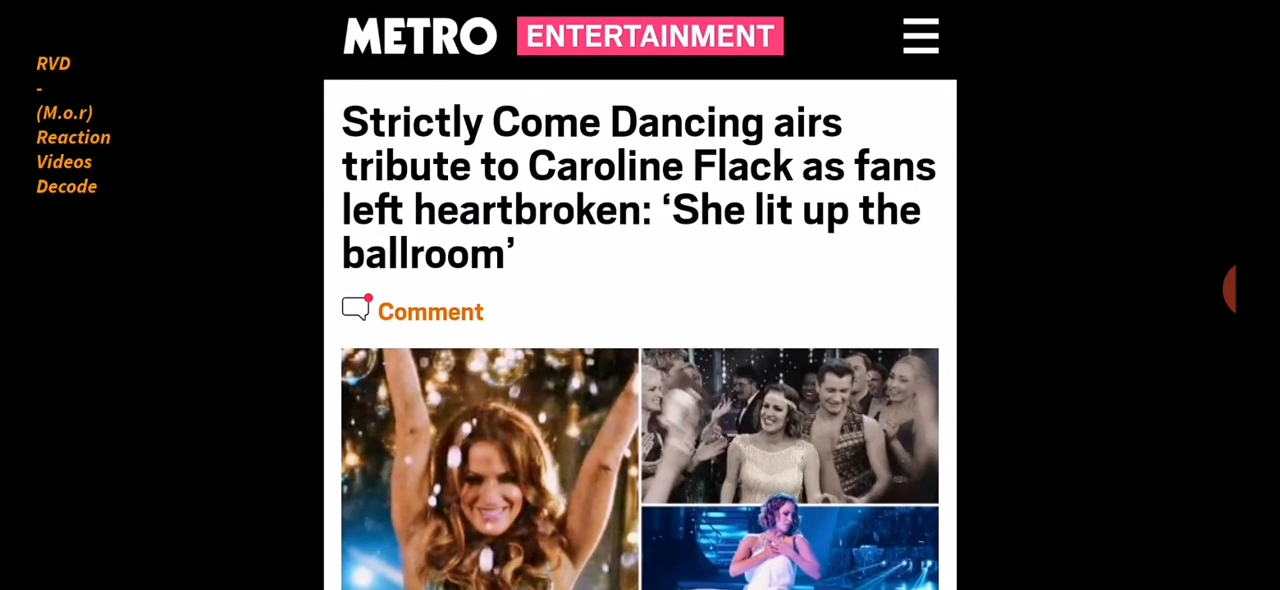 METRO ENTERTAINMENT
RVD
-
(M.o.r)
Reaction
Videos
Decode
Strictly Come Dancing airs
tribute to Caroline Flack as fans
left heartbroken: ‘She lit up the
ballroom’
Comment